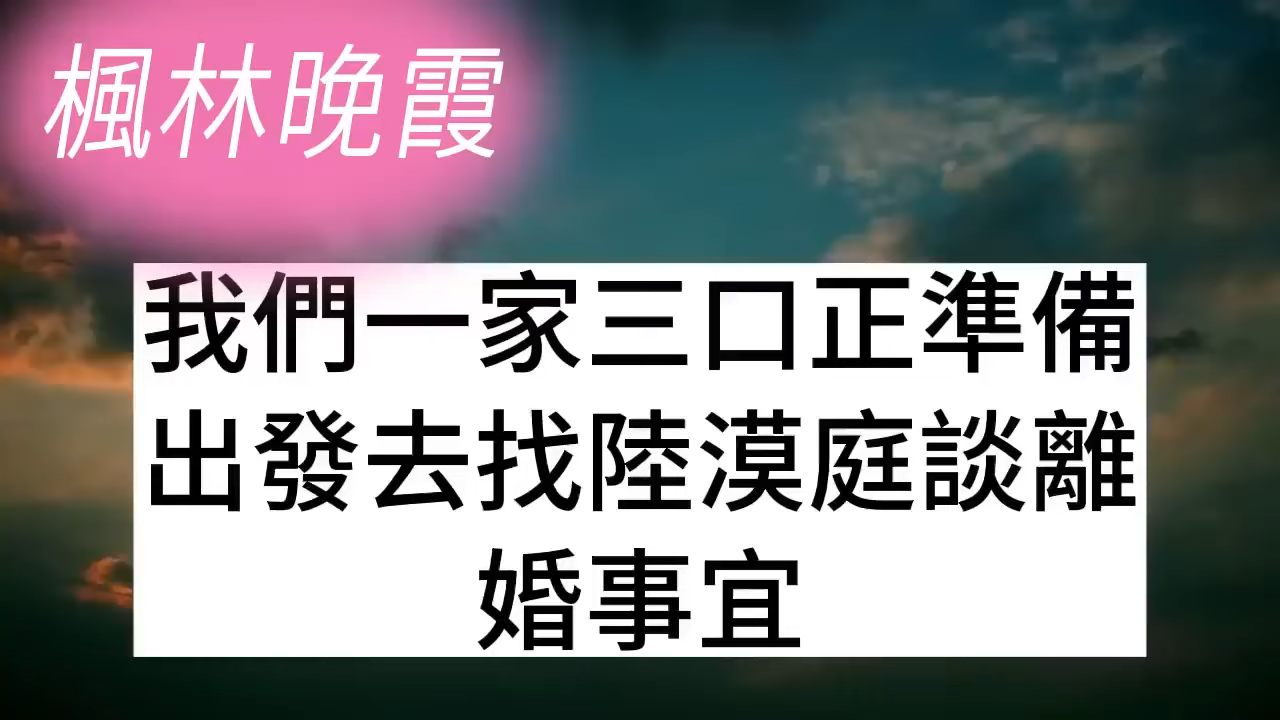 楓林晚霞
我們一家三口正準備
出發去找陸漠庭談離
婚事宜